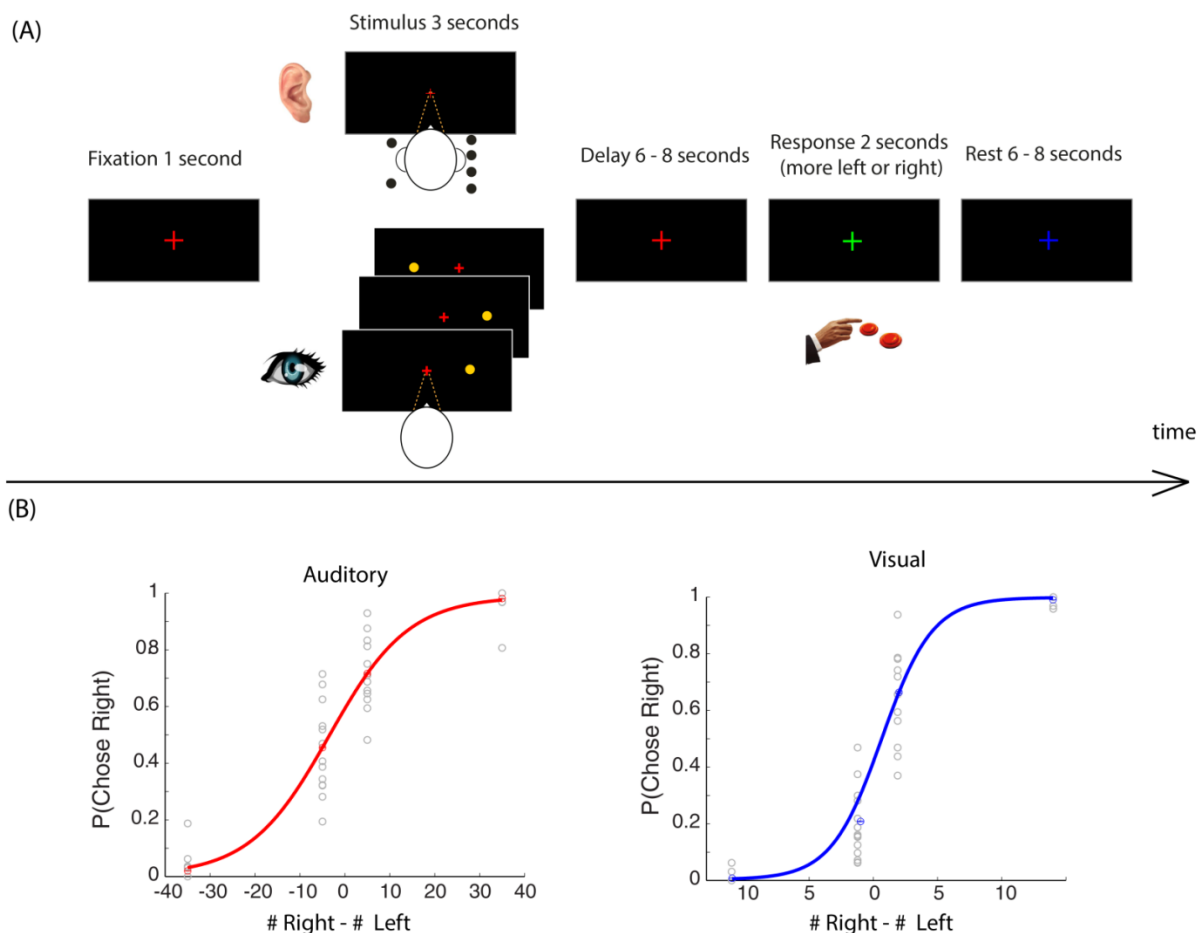 (A)
Stimulus 3 seconds
Fixation 1 second
Delay 6 - 8 seconds
Response 2 seconds
(more left or right)
Rest 6 - 8 seconds
time
(B)
Auditory
P(Chose Right)
1
0.8
0.6
0.4
0.2
0
-40 -30 -20 -10 0 10 20 30 40
# Right - # Left
Visual
P(Chose Right)
1
0.8
0.6
0.4
0.2
0
10 5 0 5 10
# Right - # Left